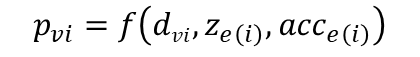 p_{vi} = f(d_{vi}, z_{e(i)}, acc_{e(i)})